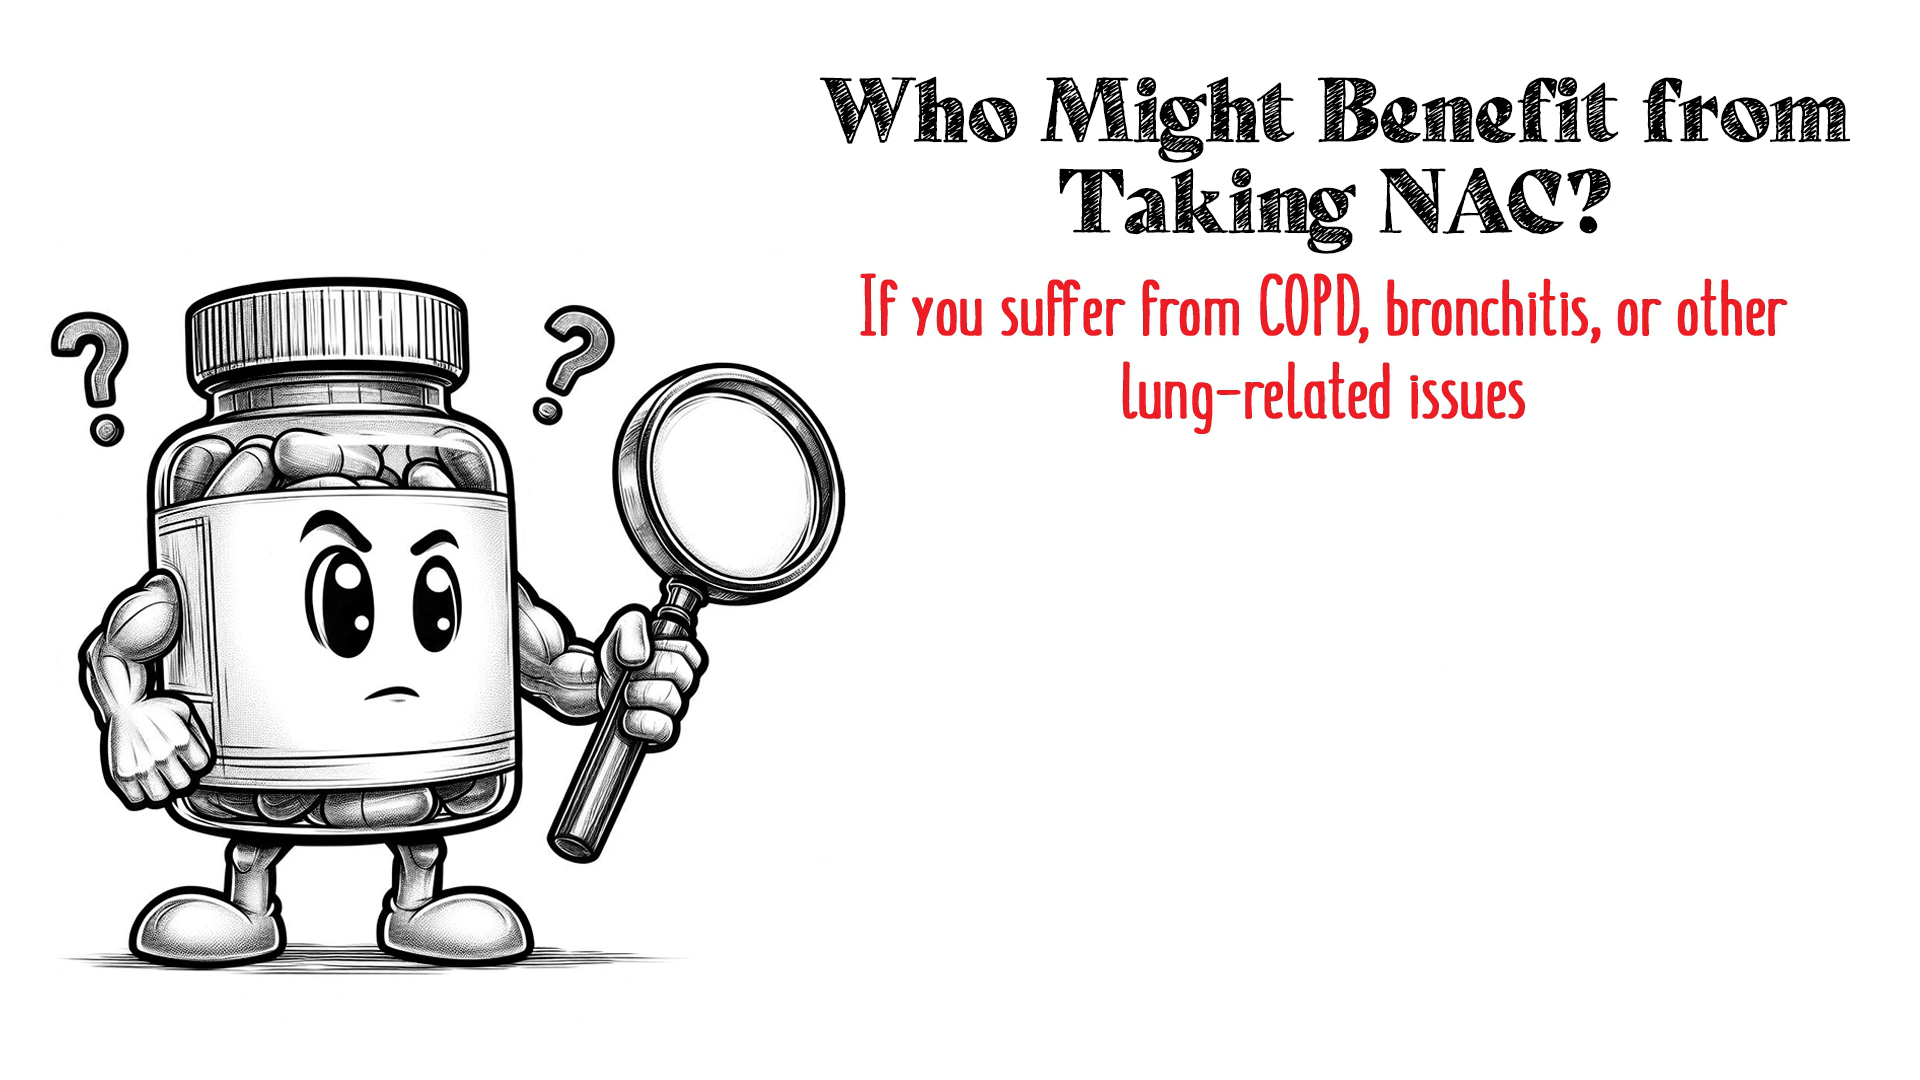 Who Might Benefit from
Taking NAC?
If you suffer from COPD, bronchitis, or other
lung-related issues
? ?